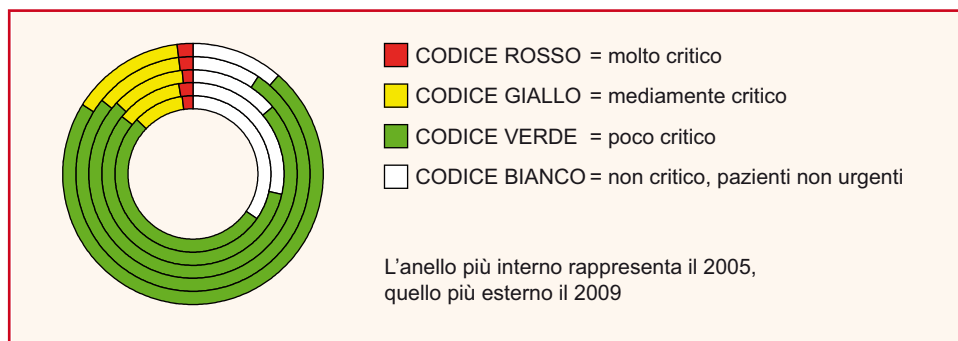 CODICE ROSSO = molto critico
CODICE GIALLO = mediamente critico
CODICE VERDE = poco critico
CODICE BIANCO = non critico, pazienti non urgenti
L'anello più interno rappresenta il 2005,
quello più esterno il 2009